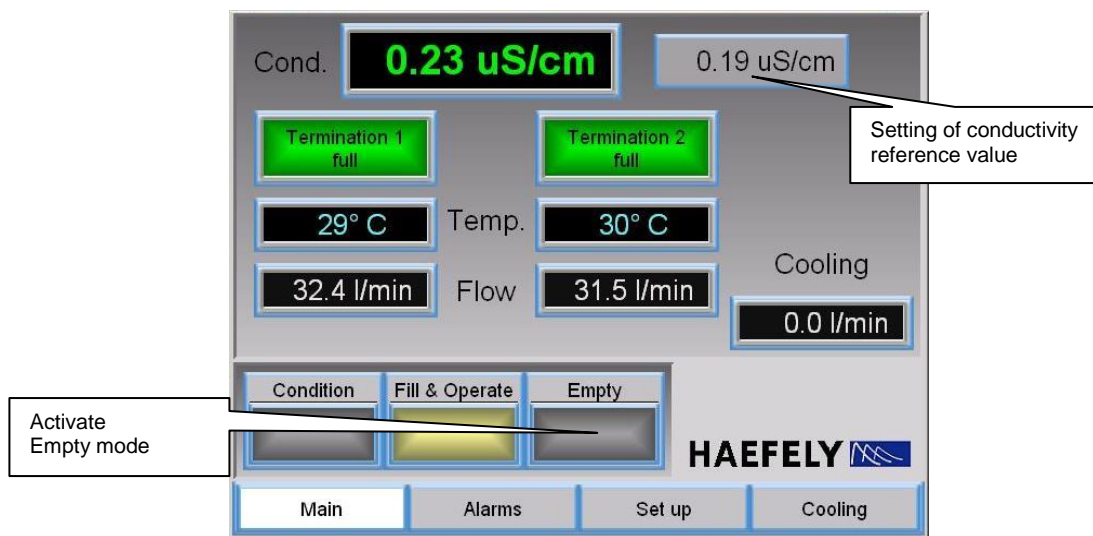 Cond.
0.23 uS/cm
0.19 uS/cm
Setting of conductivity
reference value
Termination 1
full
Termination 2
full
29° C
Temp.
30° C
32.4 l/min
Flow
31.5 l/min
Cooling
0.0 l/min
Condition
Fill & Operate
Empty
Activate
Empty mode
HAEFELY
Main
Alarms
Set up
Cooling